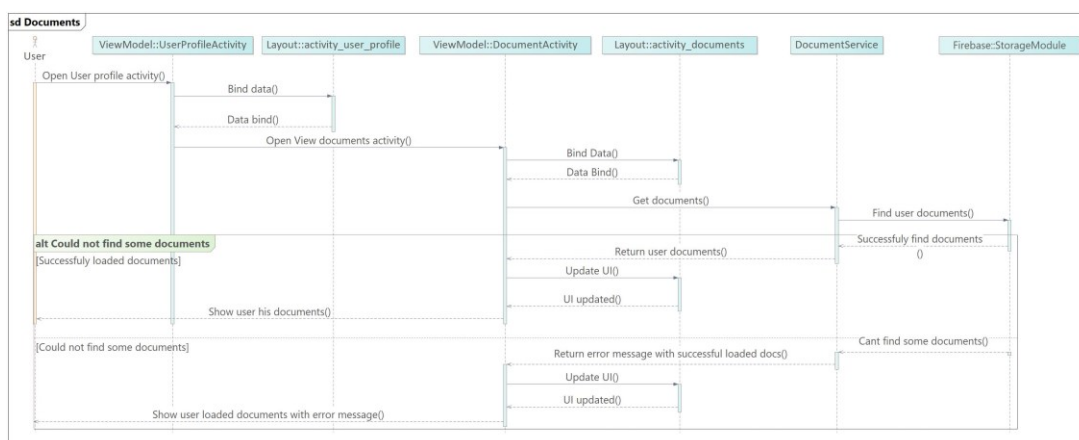 sd Documents
User
ViewModel::UserProfileActivity
Layout::activity_user_profile
ViewModel::DocumentActivity
Layout::activity_documents
DocumentService
Firebase::StorageModule
Open User profile activity()
Bind data()
Data bind()
Open View documents activity()
Bind Data()
Data Bind()
Get documents()
Find user documents()
alt Could not find some documents
Successfuly find documents
()
[Successfuly loaded documents]
Return user documents()
Update UI()
UI updated()
Show user his documents()
[Could not find some documents]
Cant find some documents()
Return error message with successful loaded docs()
Update UI()
UI updated()
Show user loaded documents with error message()